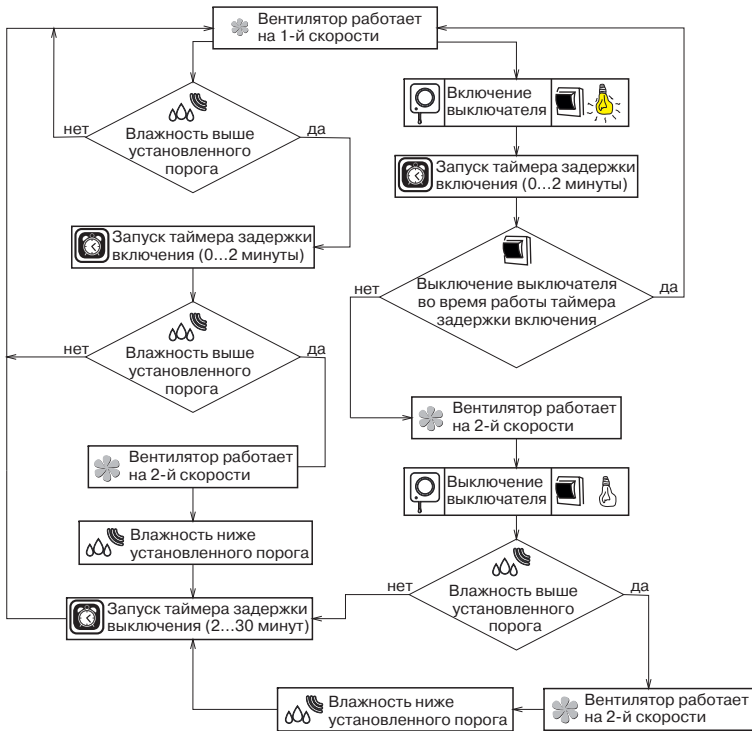 Вентилятор работает
на 1-й скорости
Включение
выключателя
нет
Влажность выше
установленного
порога
да
Запуск таймера задержки
включения (0...2 минуты)
Запуск таймера задержки
включения (0...2 минуты)
нет
Выключение выключателя
во время работы таймера
задержки включения
да
нет
Влажность выше
установленного
порога
да
Вентилятор работает
на 2-й скорости
Вентилятор работает
на 2-й скорости
Выключение
выключателя
Влажность ниже
установленного порога
нет
Влажность выше
установленного
порога
да
Запуск таймера задержки
выключения (2...30 минут)
Влажность ниже
установленного порога
Вентилятор работает
на 2-й скорости